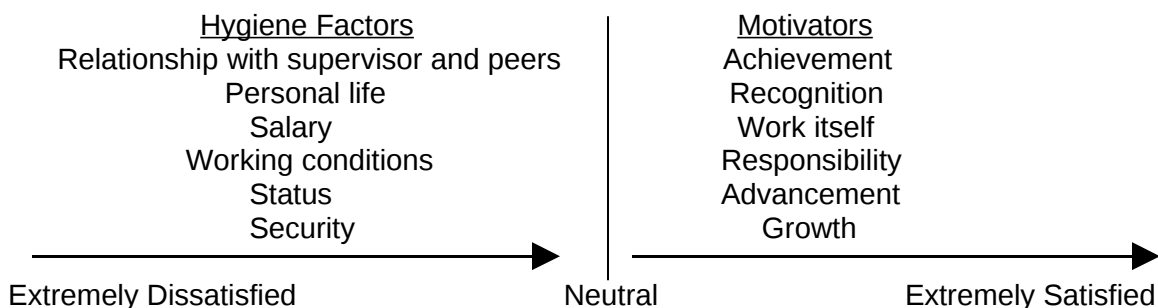 Hygiene Factors
Relationship with supervisor and peers
Personal life
Salary
Working conditions
Status
Security
Motivators
Achievement
Recognition
Work itself
Responsibility
Advancement
Growth
Extremely Dissatisfied
Neutral
Extremely Satisfied